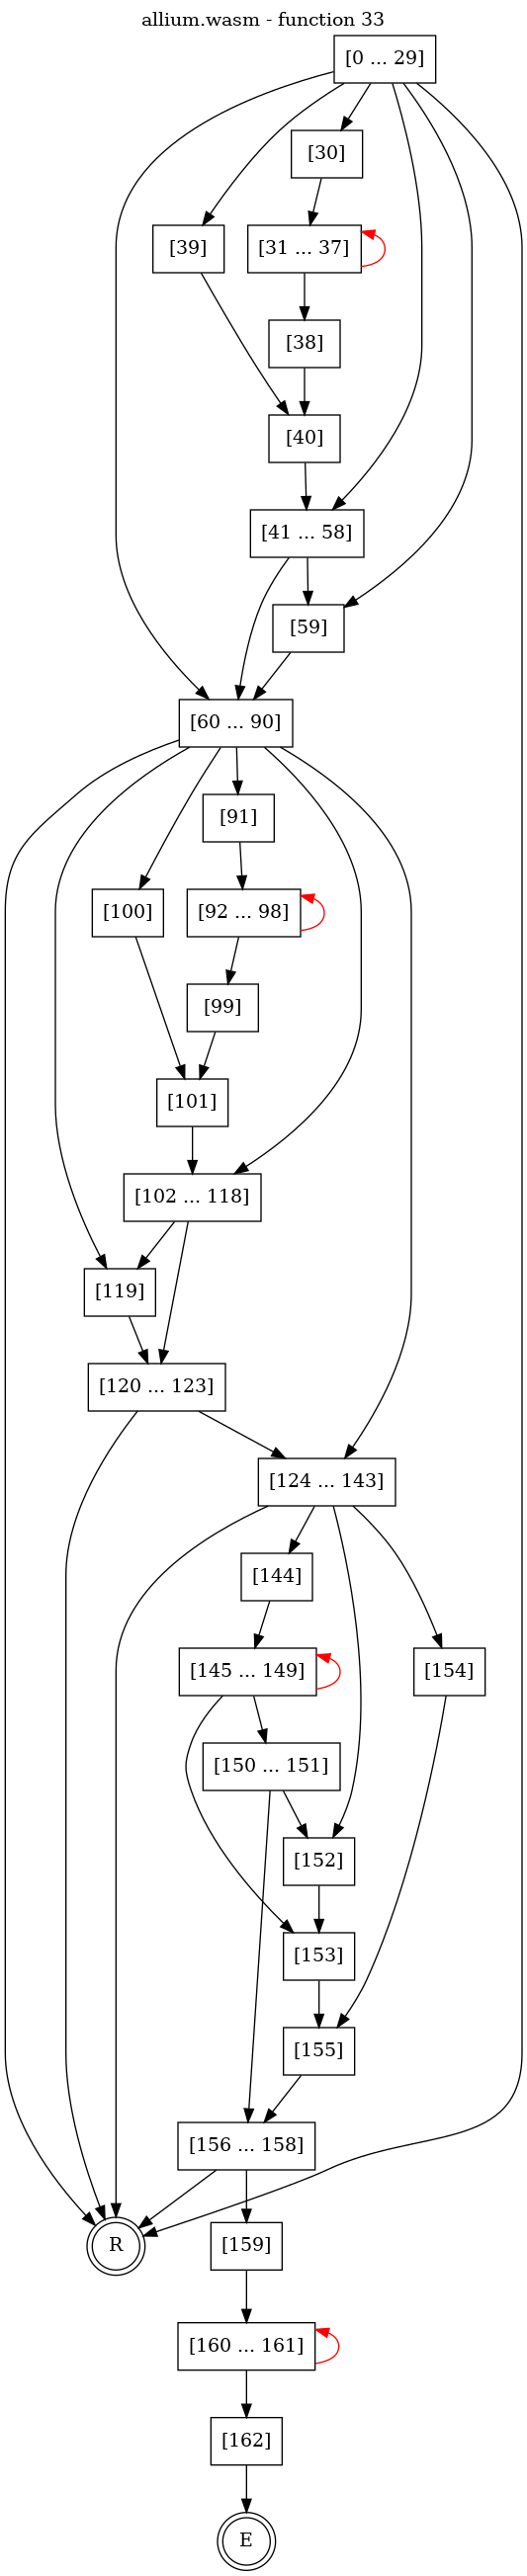 allium.wasm - function 33
[0 ... 29]
[30]
[39]
[31 ... 37]
[38]
[40]
[41 ... 58]
[59]
[60 ... 90]
[91]
[100]
[92 ... 98]
[99]
[101]
[102 ... 118]
[119]
[120 ... 123]
[124 ... 143]
[144]
[145 ... 149]
[154]
[150 ... 151]
[152]
[153]
[155]
[156 ... 158]
R
[159]
[160 ... 161]
[162]
E